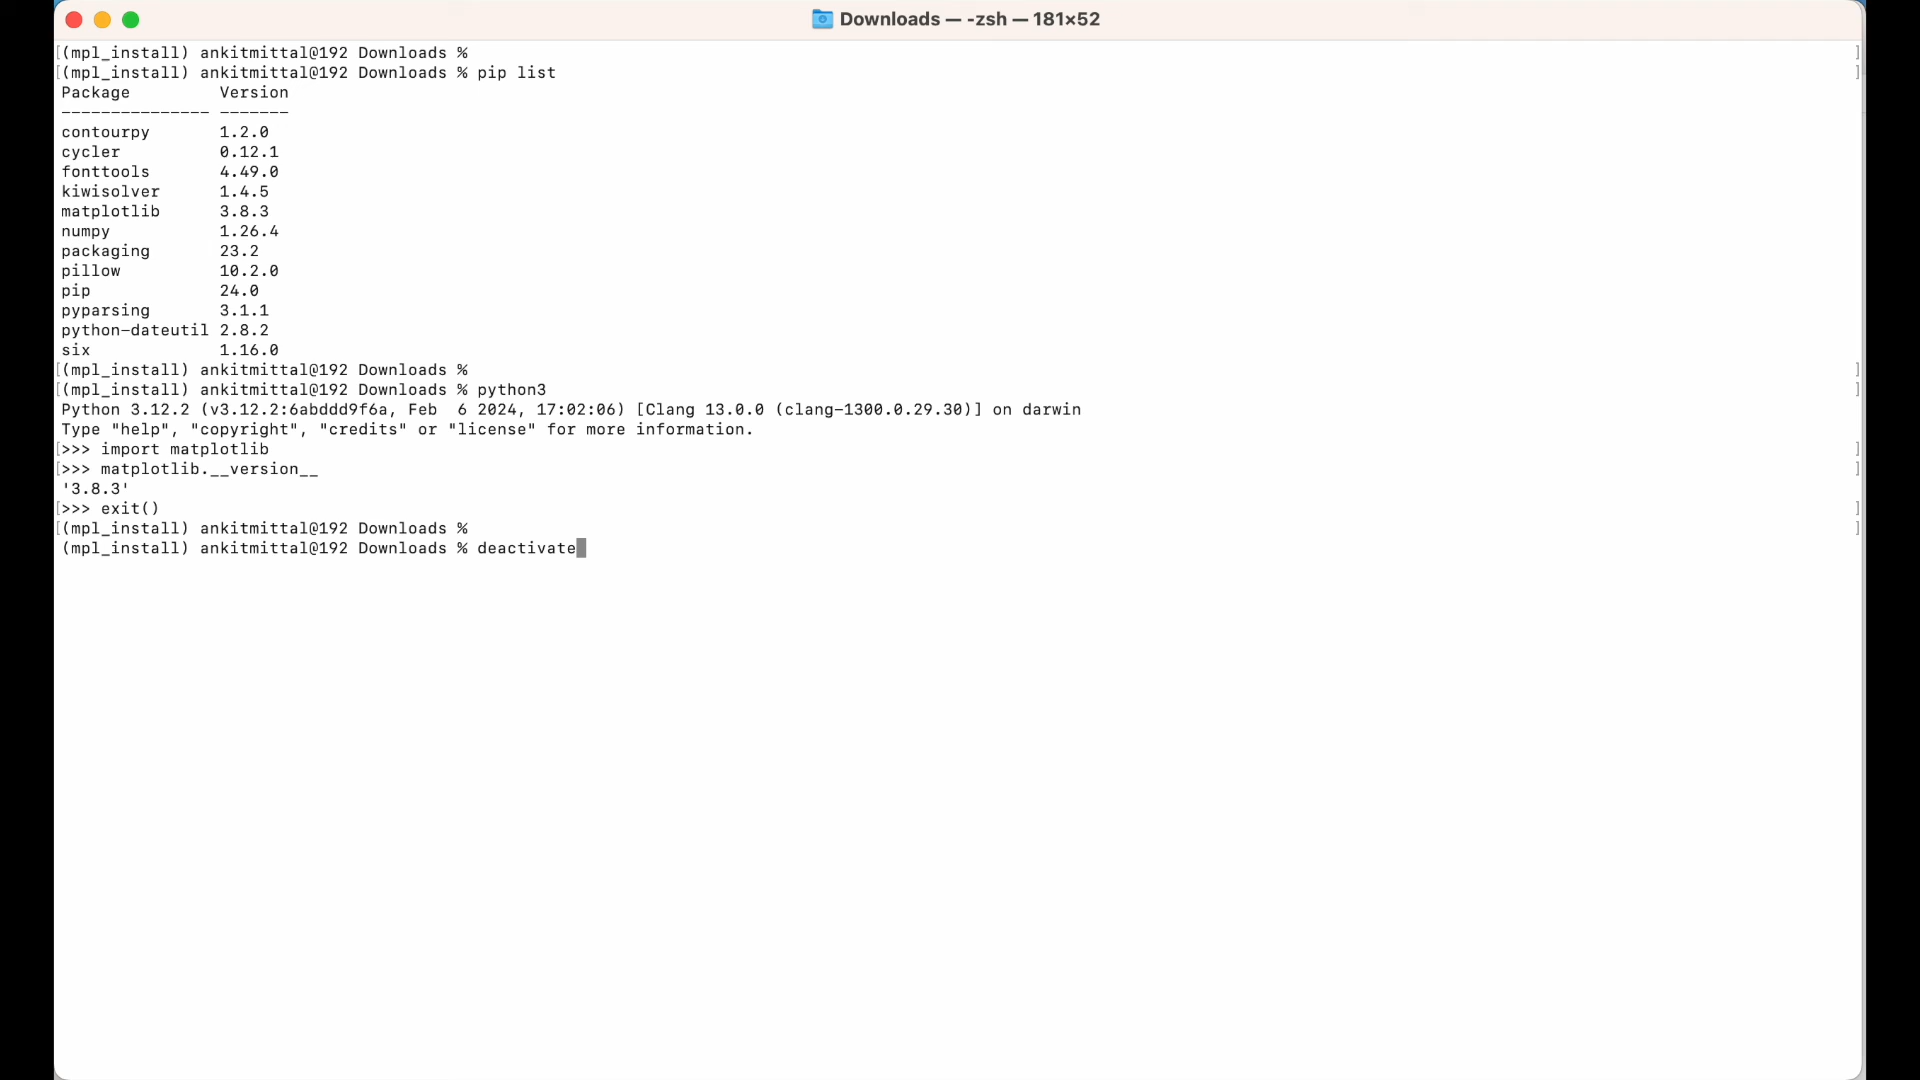 Downloads — -zsh — 181×52
[(mpl_install) ankitmittal@192 Downloads % ]
[(mpl_install) ankitmittal@192 Downloads % pip list ]
Package         Version
--------------- -------
contourpy       1.2.0
cycler          0.12.1
fonttools       4.49.0
kiwisolver      1.4.5
matplotlib      3.8.3
numpy           1.26.4
packaging       23.2
pillow          10.2.0
pip             24.0
pyparsing       3.1.1
python-dateutil 2.8.2
six             1.16.0
[(mpl_install) ankitmittal@192 Downloads % ]
[(mpl_install) ankitmittal@192 Downloads % python3 ]
Python 3.12.2 (v3.12.2:6abddd9f6a, Feb  6 2024, 17:02:06) [Clang 13.0.0 (clang-1300.0.29.30)] on darwin
Type "help", "copyright", "credits" or "license" for more information.
[>>> import matplotlib ]
[>>> matplotlib.__version__ ]
'3.8.3'
[>>> exit() ]
[(mpl_install) ankitmittal@192 Downloads % ]
(mpl_install) ankitmittal@192 Downloads % deactivate